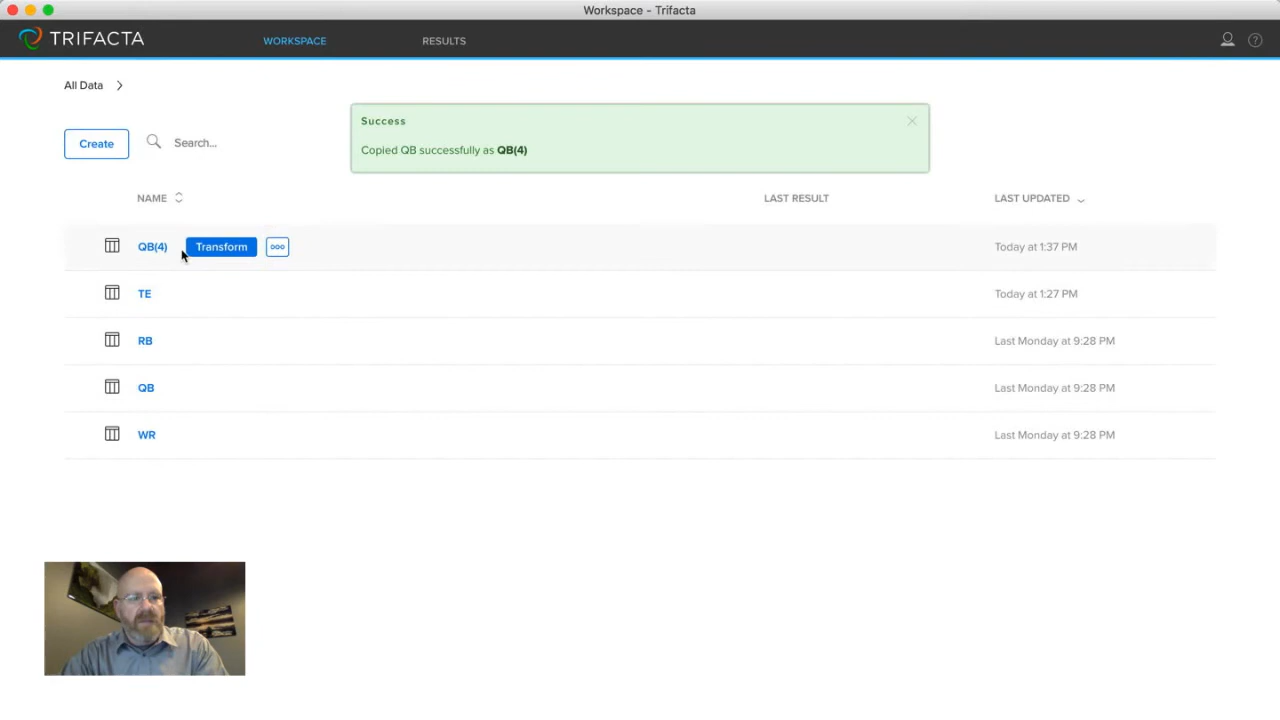 Workspace - Trifacta
TRIFACTA WORKSPACE RESULTS
All Data
Success
Copied QB successfully as QB(4)
Create Search...
NAME LAST RESULT LAST UPDATED
QB(4) Transform Today at 1:37 PM
TE Today at 1:27 PM
RB Last Monday at 9:28 PM
QB Last Monday at 9:28 PM
WR Last Monday at 9:28 PM